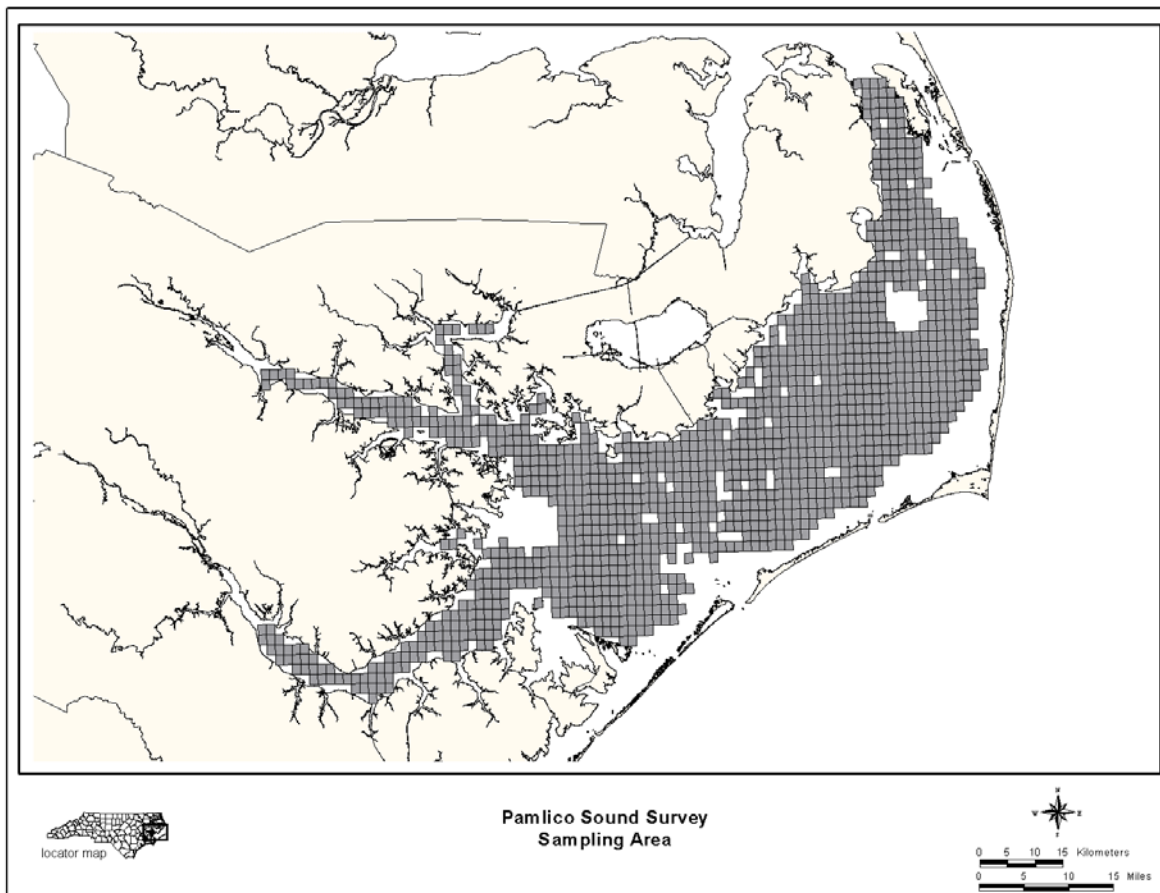 Pamlico Sound Survey
Sampling Area
locator map
N
W E
0 5 10 15 Kilometers
0 5 10 15 Miles